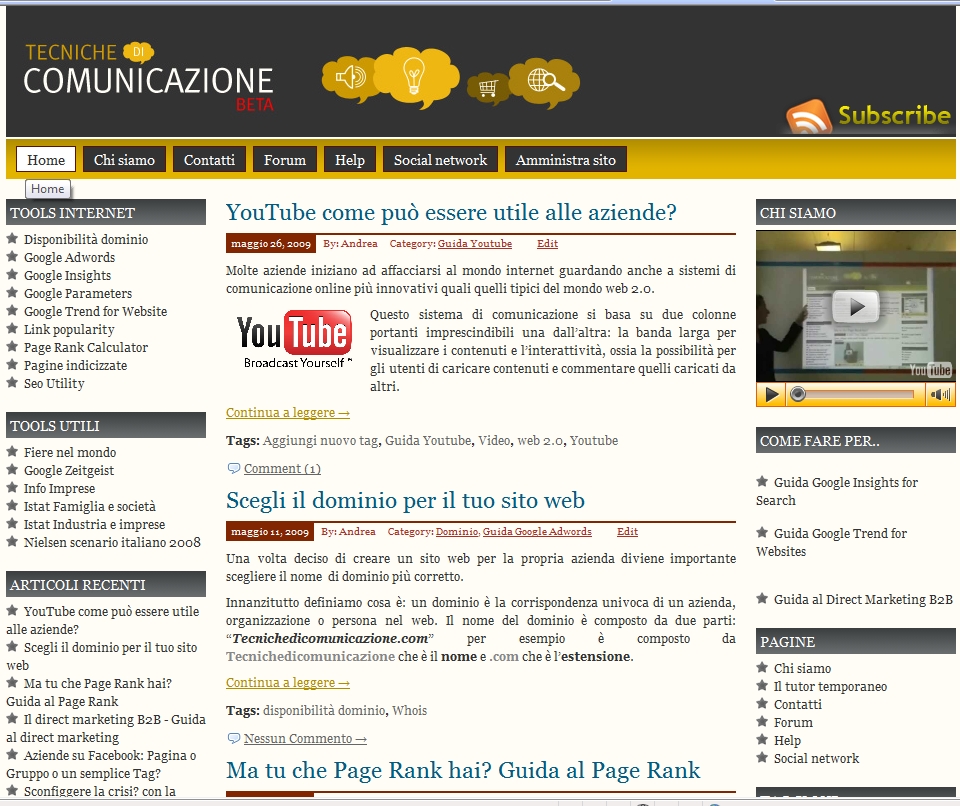 TECNICHE DI
COMUNICAZIONE
BETA
Subscribe
Home
Chi siamo
Contatti
Forum
Help
Social network
Amministra sito
Home
TOOLS INTERNET
Disponibilità dominio
Google Adwords
Google Insights
Google Parameters
Google Trend for Website
Link popularity
Page Rank Calculator
Pagine indicizzate
Seo Utility
TOOLS UTILI
Fiere nel mondo
Google Zeitgeist
Info Imprese
Istat Famiglia e società
Istat Industria e imprese
Nielsen scenario italiano 2008
ARTICOLI RECENTI
YouTube come può essere utile
alle aziende?
Scegli il dominio per il tuo sito
web
Ma tu che Page Rank hai?
Guida al Page Rank
Il direct marketing B2B - Guida
al direct marketing
Aziende su Facebook: Pagina o
Gruppo o un semplice Tag?
Sconfiggere la crisi? con la
YouTube come può essere utile alle aziende?
maggio 26, 2009 By: Andrea Category: Guida Youtube Edit
Molte aziende iniziano ad affacciarsi al mondo internet guardando anche a sistemi di
comunicazione online più innovativi quali quelli tipici del mondo web 2.0.
YouTube
Broadcast Yourself ™
Questo sistema di comunicazione si basa su due colonne
portanti imprescindibili una dall'altra: la banda larga per
visualizzare i contenuti e l'interattività, ossia la possibilità per
gli utenti di caricare contenuti e commentare quelli caricati da
altri.
Continua a leggere →
Tags: Aggiungi nuovo tag, Guida Youtube, Video, web 2.0, Youtube
Comment (1)
Scegli il dominio per il tuo sito web
maggio 11, 2009 By: Andrea Category: Dominio, Guida Google Adwords Edit
Una volta deciso di creare un sito web per la propria azienda diviene importante
scegliere il nome di dominio più corretto.
Innanzitutto definiamo cosa è: un dominio è la corrispondenza univoca di un azienda,
organizzazione o persona nel web. Il nome del dominio è composto da due parti:
“Tecnichedicomunicazione.com” per esempio è composto da
Tecnichedicomunicazione che è il nome e .com che è l'estensione.
Continua a leggere →
Tags: disponibilità dominio, Whois
Nessun Commento →
Ma tu che Page Rank hai? Guida al Page Rank
CHI SIAMO
YouTube
COME FARE PER..
Guida Google Insights for
Search
Guida Google Trend for
Websites
Guida al Direct Marketing B2B
PAGINE
Chi siamo
Il tutor temporaneo
Contatti
Forum
Help
Social network